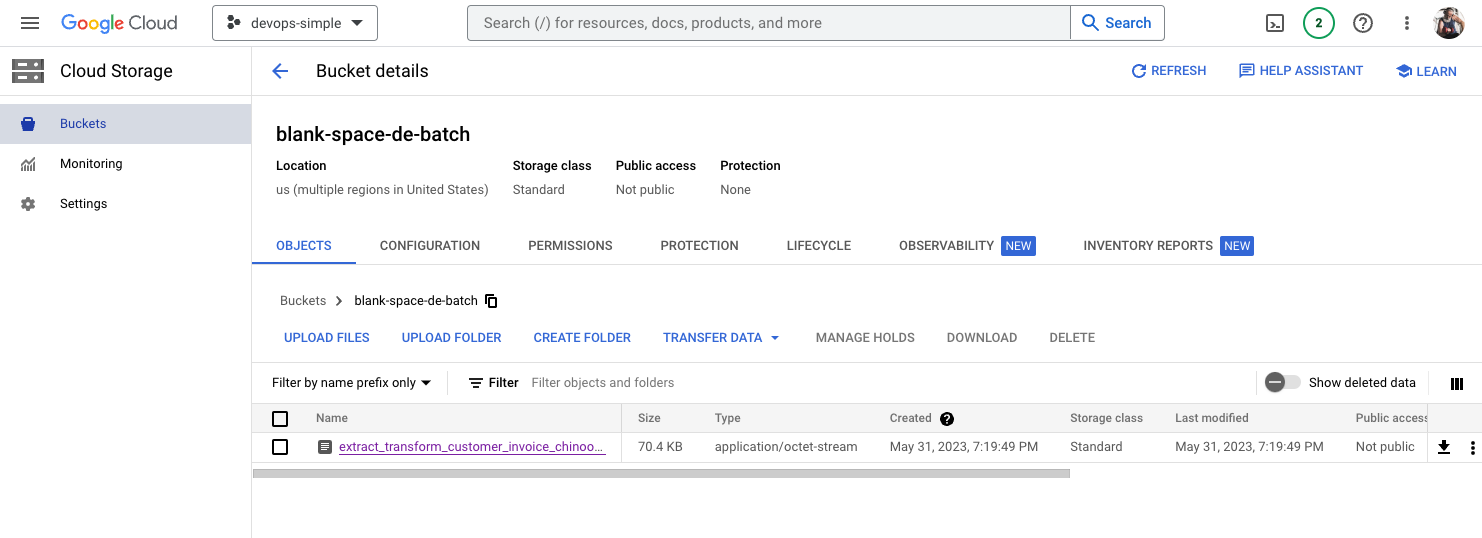 Google Cloud
devops-simple
Search (/) for resources, docs, products, and more
Search
2
Cloud Storage
Bucket details
REFRESH
HELP ASSISTANT
LEARN
Buckets
Monitoring
Settings
blank-space-de-batch
Location Storage class Public access Protection
us (multiple regions in United States) Standard Not public None
OBJECTS CONFIGURATION PERMISSIONS PROTECTION LIFECYCLE OBSERVABILITY NEW INVENTORY REPORTS NEW
Buckets > blank-space-de-batch
UPLOAD FILES UPLOAD FOLDER CREATE FOLDER TRANSFER DATA MANAGE HOLDS DOWNLOAD DELETE
Filter by name prefix only Filter Filter objects and folders Show deleted data
Name Size Type Created Storage class Last modified Public access
extract_transform_customer_invoice_chinoo... 70.4 KB application/octet-stream May 31, 2023, 7:19:49 PM Standard May 31, 2023, 7:19:49 PM Not public